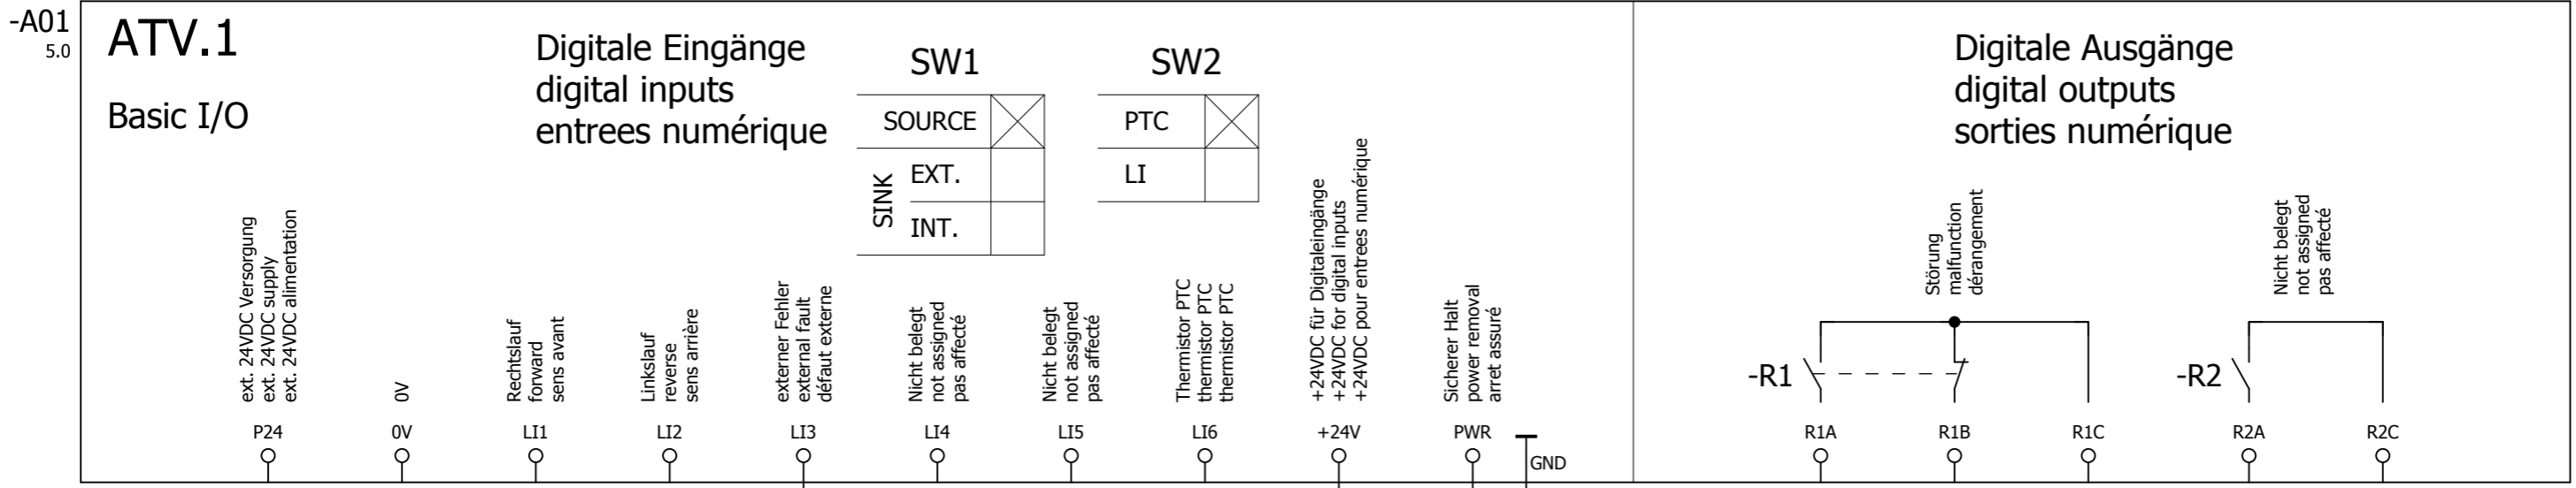 -A01
5.0
ATV.1
Basic I/O
Digitale Eingänge
digital inputs
entrees numérique
SW1
SOURCE
SINK
EXT.
INT.
SW2
PTC
LI
Digitale Ausgänge
digital outputs
sorties numérique
ext. 24VDC Versorgung
ext. 24VDC supply
ext. 24VDC alimentation
0V
Rechtslauf
forward
sens avant
Linkslauf
reverse
sens arrière
externer Fehler
external fault
défaut externe
Nicht belegt
not assigned
pas affecté
Nicht belegt
not assigned
pas affecté
Thermistor PTC
thermistor PTC
thermistor PTC
+24VDC für Digitaleingänge
+24VDC for digital inputs
+24VDC pour entrees numérique
Sicherer Halt
power removal
arret assuré
Störung
malfunction
dérangement
Nicht belegt
not assigned
pas affecté
-R1
-R2
P24
0V
LI1
LI2
LI3
LI4
LI5
LI6
+24V
PWR
GND
R1A
R1B
R1C
R2A
R2C